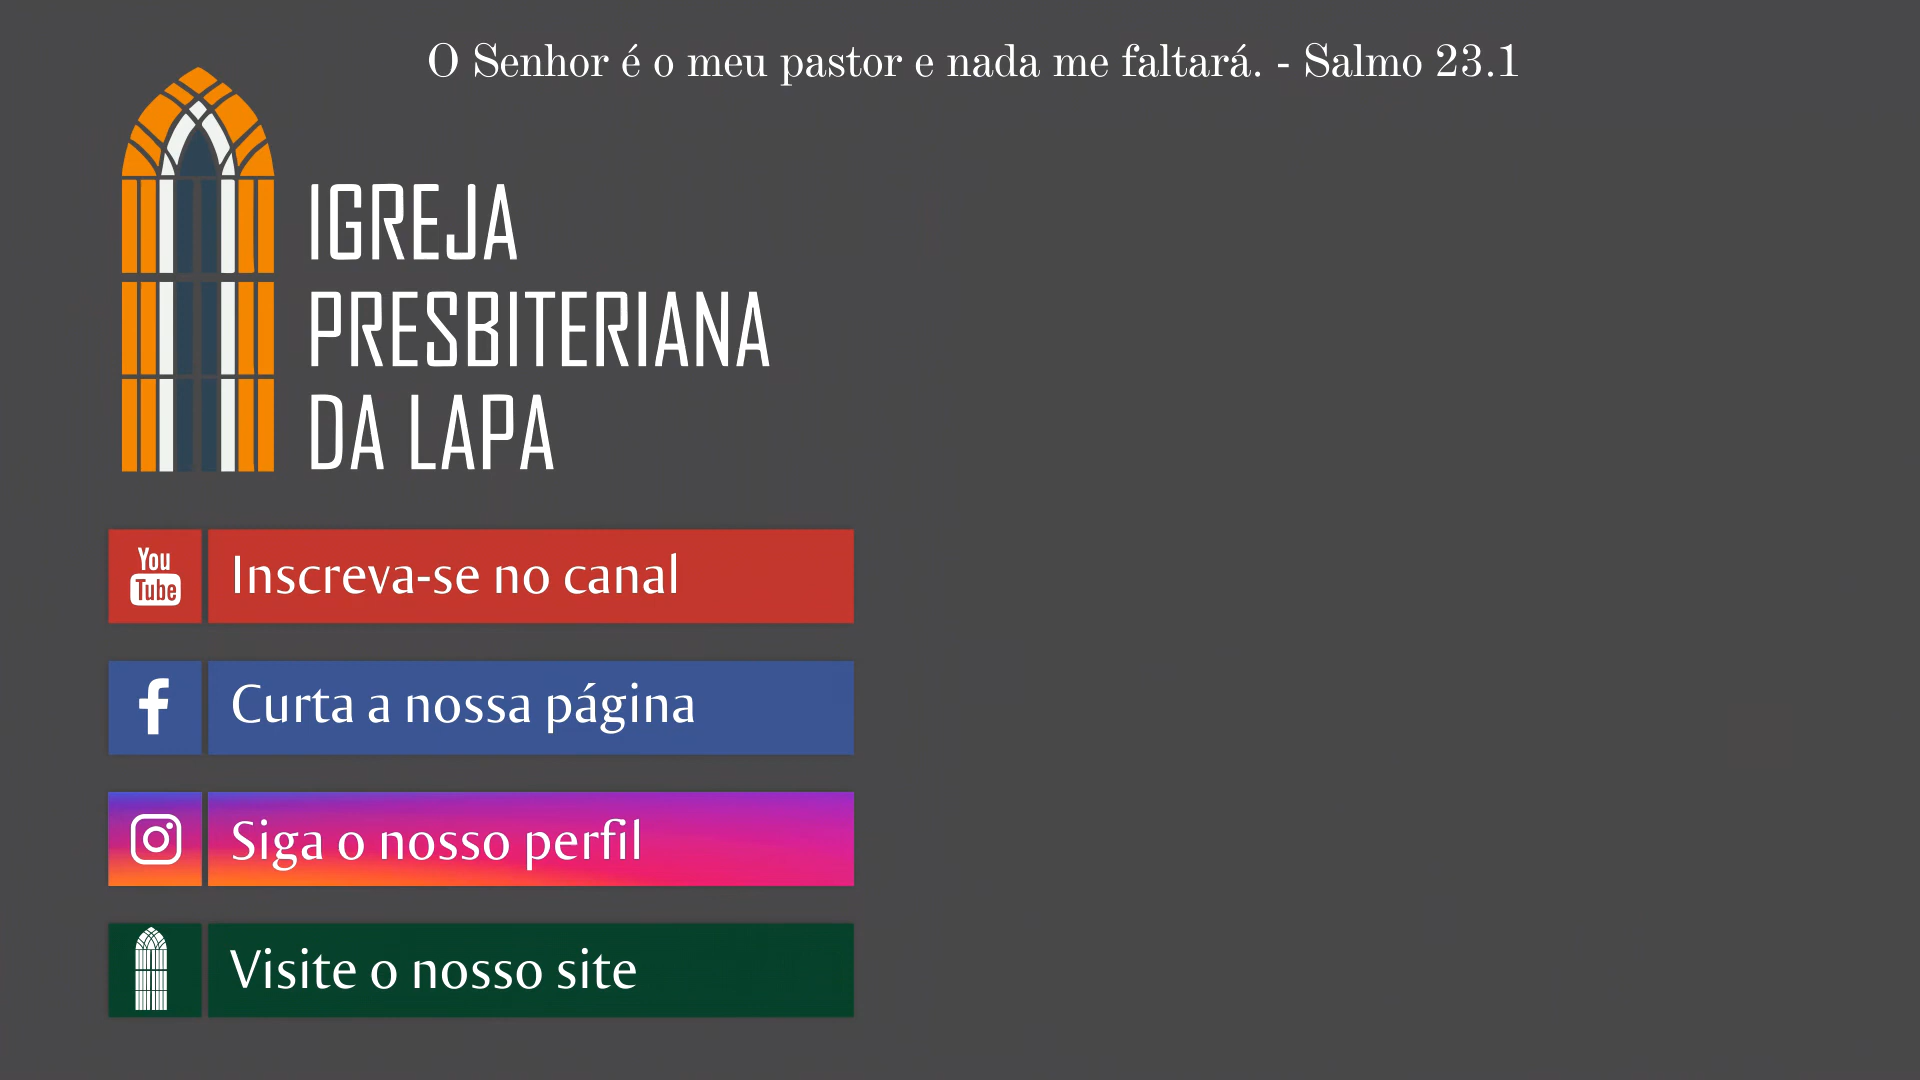 O Senhor é o meu pastor e nada me faltará. - Salmo 23.1
IGREJA
PRESBITERIANA
DA LAPA
You
Tube
Inscreva-se no canal
f
Curta a nossa página
Siga o nosso perfil
Visite o nosso site